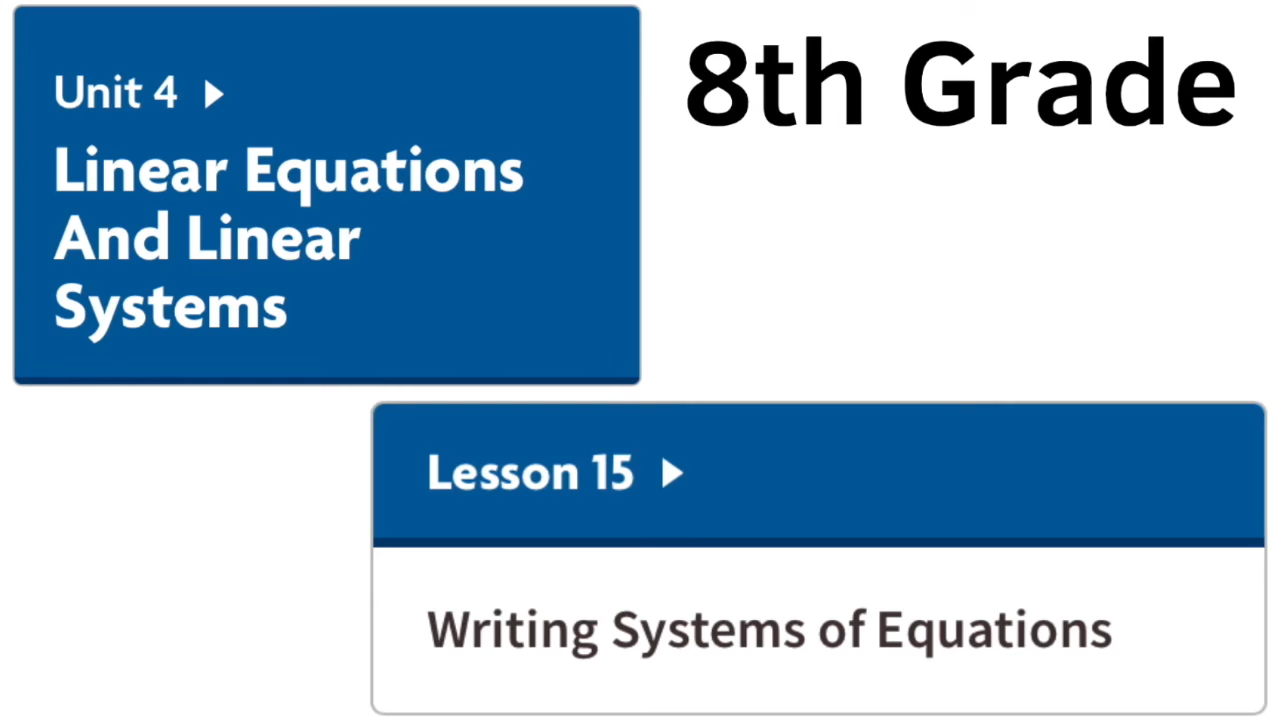 8th Grade
Unit 4
Linear Equations
And Linear
Systems
Lesson 15
Writing Systems of Equations